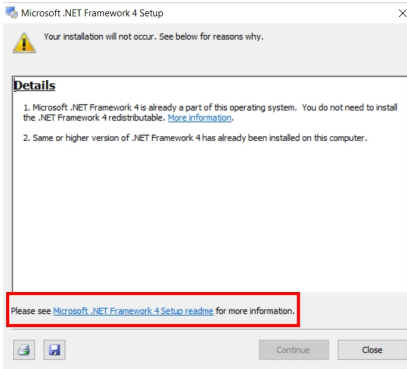 Microsoft .NET Framework 4 Setup
Your installation will not occur. See below for reasons why.
Details
1. Microsoft .NET Framework 4 is already a part of this operating system. You do not need to install
the .NET Framework 4 redistributable. More information.
2. Same or higher version of .NET Framework 4 has already been installed on this computer.
Please see Microsoft .NET Framework 4 Setup readme for more information.
Continue
Close